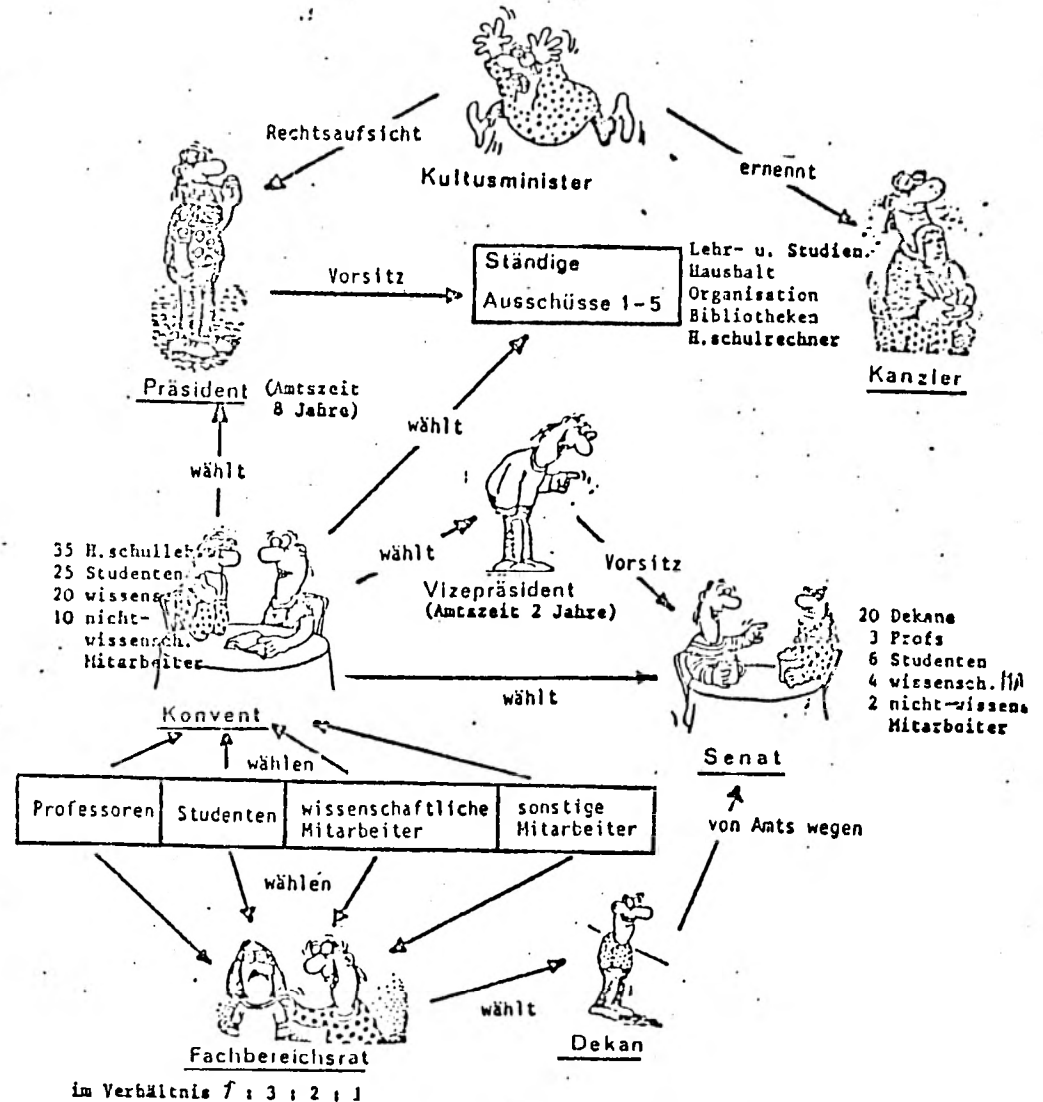 Rechtsaufsicht
Kultusminister
ernennt
Vorsitz
Ständige
Ausschüsse 1-5
Lehr- u. Studien.
Haushalt
Organisation
Bibliotheken
H.schulrechner
Kanzler
Präsident
(Amtszeit
8 Jahre)
wählt
wählt
35 H.schulleh
25 Studenten
20 wissens
10 nicht-
wissensch.
Mitarbeiter
wählt
Vizepräsident
(Amtszeit 2 Jahre)
Vorsitz
20 Dekane
3 Profs
6 Studenten
4 wissensch. MA
2 nicht-wissens
Mitarbeiter
wählt
Konvent
Senat
wählen
Professoren
Studenten
wissenschaftliche
Mitarbeiter
sonstige
Mitarbeiter
von Amts wegen
wählen
wählt
Fachbereichsrat
Dekan
im Verhältnis : 3 : 2 : 1